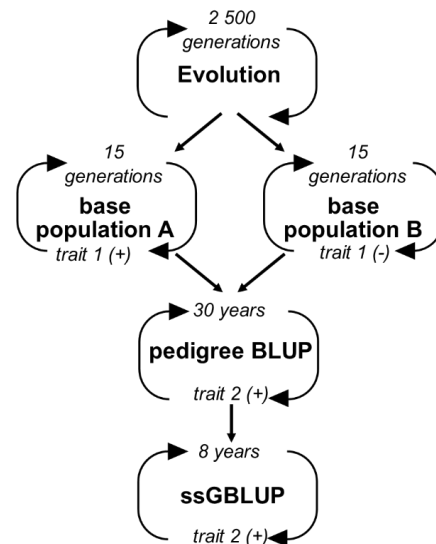 2 500
generations
Evolution
15
generations
base
population A
trait 1 (+)
15
generations
base
population B
trait 1 (-)
30 years
pedigree BLUP
trait 2 (+)
8 years
ssGBLUP
trait 2 (+)